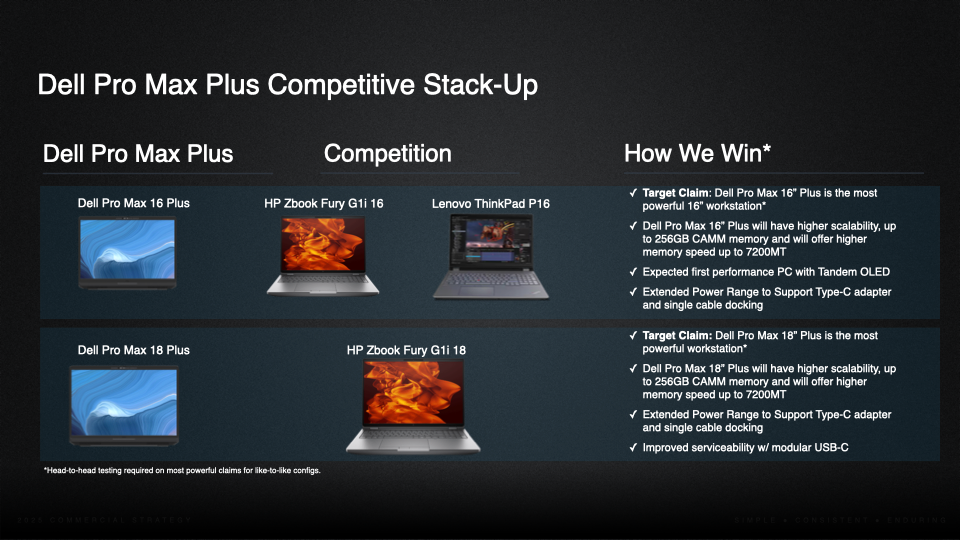 Dell Pro Max Plus Competitive Stack-Up
Dell Pro Max Plus
Competition
How We Win*
Dell Pro Max 16 Plus
HP Zbook Fury G1i 16
Lenovo ThinkPad P16
✓ Target Claim: Dell Pro Max 16” Plus is the most
powerful 16” workstation*
✓ Dell Pro Max 16” Plus will have higher scalability, up
to 256GB CAMM memory and will offer higher
memory speed up to 7200MT
✓ Expected first performance PC with Tandem OLED
✓ Extended Power Range to Support Type-C adapter
and single cable docking
Dell Pro Max 18 Plus
HP Zbook Fury G1i 18
✓ Target Claim: Dell Pro Max 18” Plus is the most
powerful workstation*
✓ Dell Pro Max 18” Plus will have higher scalability, up
to 256GB CAMM memory and will offer higher
memory speed up to 7200MT
✓ Extended Power Range to Support Type-C adapter
and single cable docking
✓ Improved serviceability w/ modular USB-C
*Head-to-head testing required on most powerful claims for like-to-like configs.
COMMERCIAL STRATEGY
SIMPLE ● CONSISTENT ● ENDURING